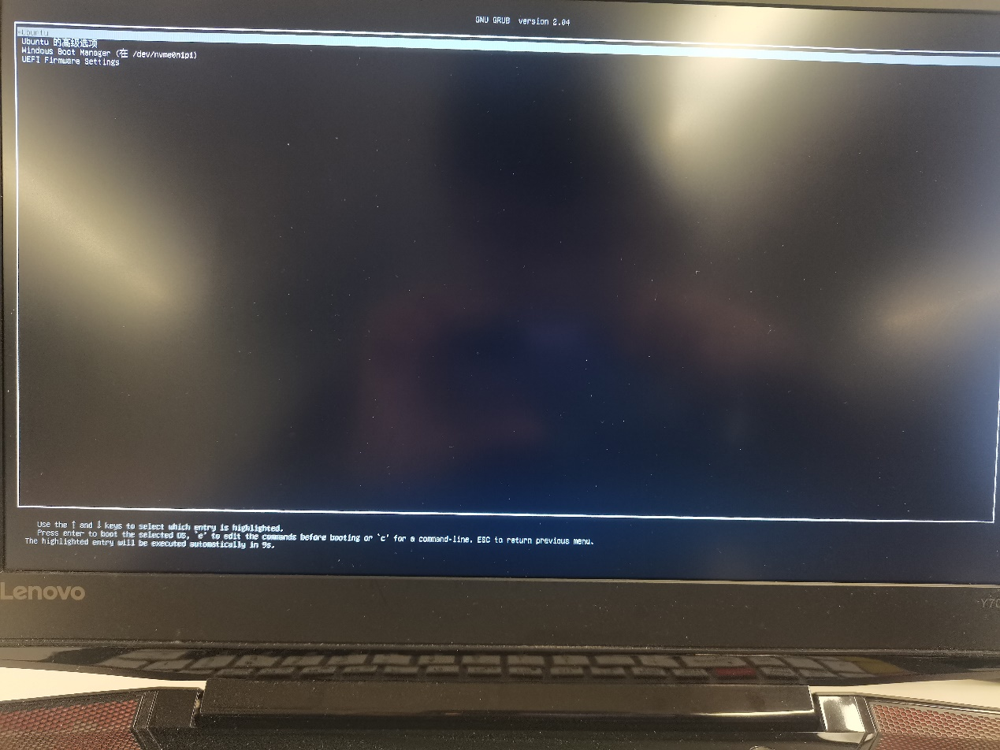 GNU GRUB version 2.04
*Ubuntu
Ubuntu 的高级选项
Windows Boot Manager (在 /dev/nvme0n1p1)
UEFI Firmware Settings
Use the ↑ and ↓ keys to select which entry is highlighted.
Press enter to boot the selected OS, `e' to edit the commands before booting or `c' for a command-line. ESC to return previous menu.
The highlighted entry will be executed automatically in 9s.
Lenovo
Y70